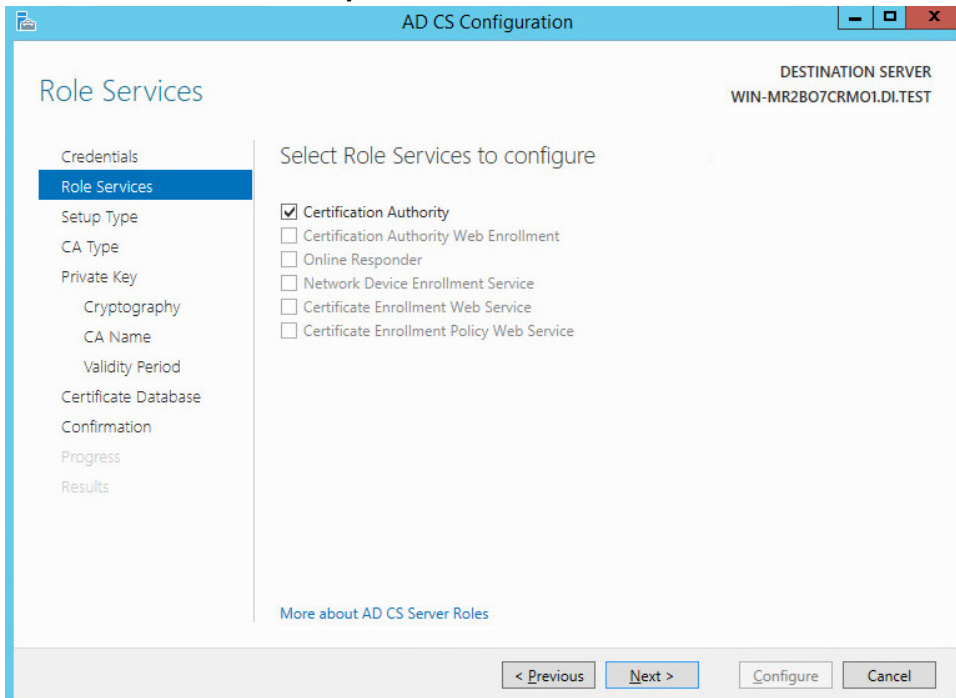 AD CS Configuration
Role Services
DESTINATION SERVER
WIN-MR2BO7CRMO1.DI.TEST
Credentials
Role Services
Setup Type
CA Type
Private Key
Cryptography
CA Name
Validity Period
Certificate Database
Confirmation
Progress
Results
Select Role Services to configure
Certification Authority
Certification Authority Web Enrollment
Online Responder
Network Device Enrollment Service
Certificate Enrollment Web Service
Certificate Enrollment Policy Web Service
More about AD CS Server Roles
< Previous
Next >
Configure
Cancel